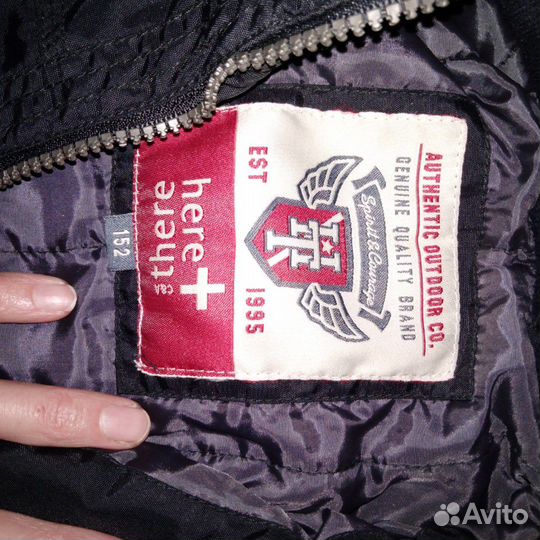 AUTHENTIC OUTDOOR CO.
GENUINE QUALITY BRAND
Spirit & Courage
H T
EST 1995
here
+
there
152
Avito